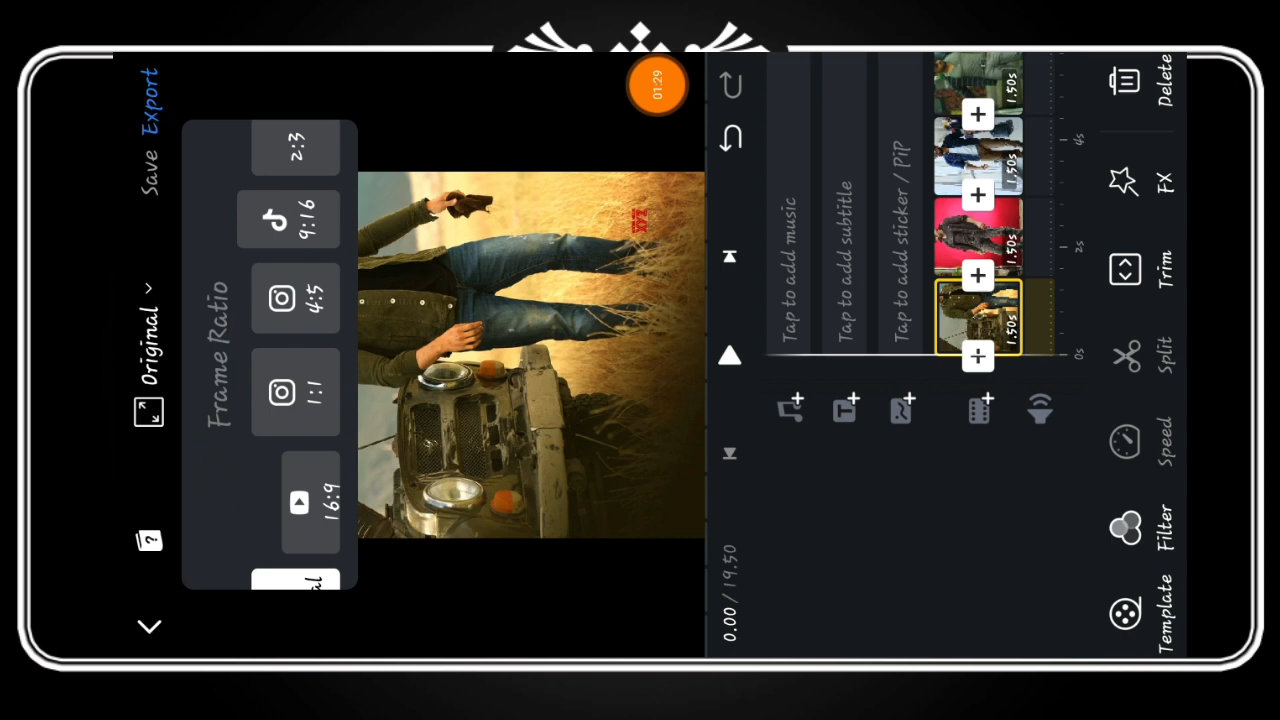 Original
Save
Export
Frame Ratio
al
16:9
1:1
4:5
9:16
2:3
01:29
0.00 / 19.50
Tap to add music
Tap to add subtitle
Tap to add sticker / PiP
1.50s
1.50s
1.50s
1.50s
0s
2s
4s
Template
Filter
Speed
Split
Trim
FX
Delete